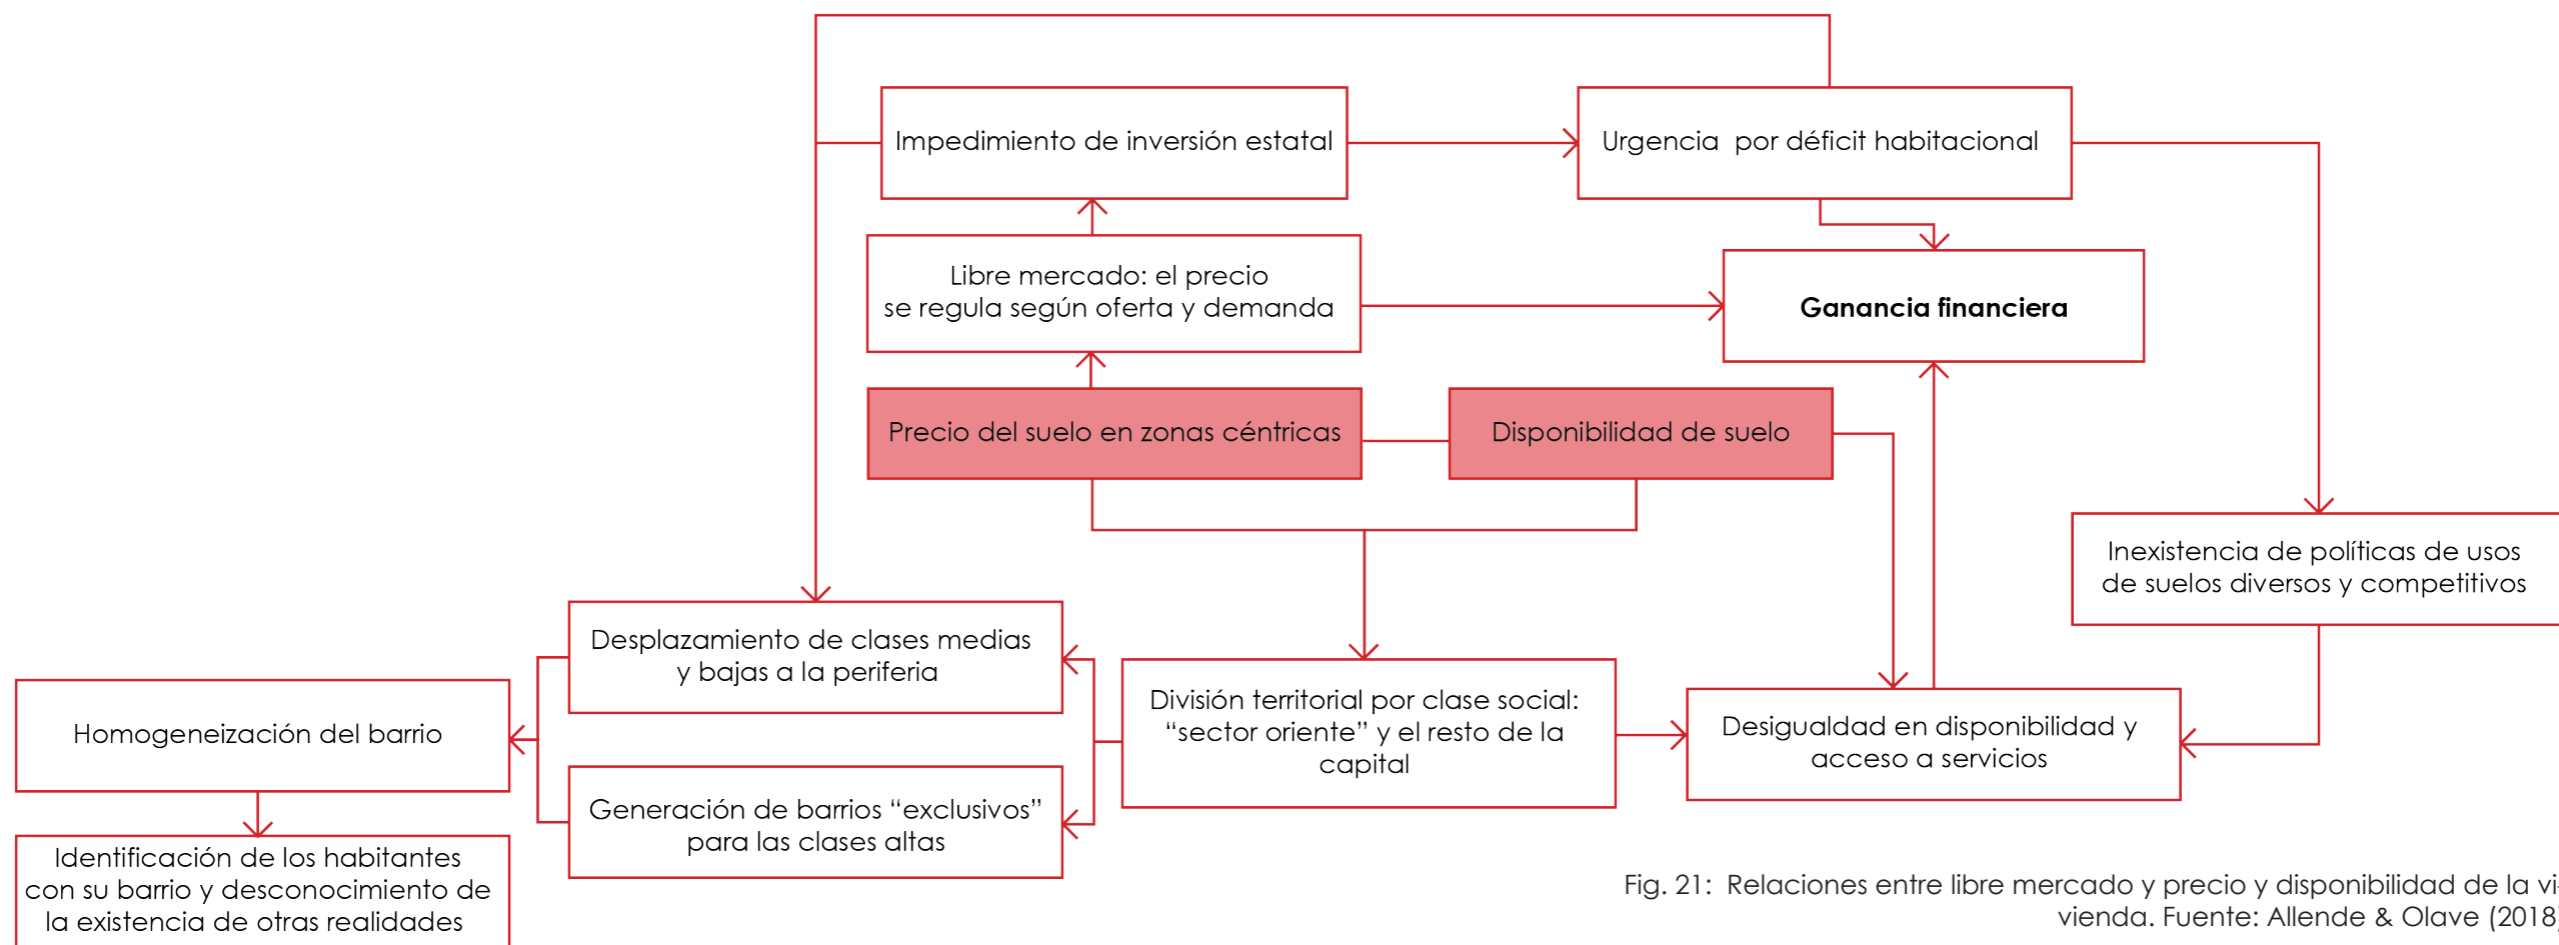 Impedimiento de inversión estatal
Urgencia por déficit habitacional
Libre mercado: el precio
se regula según oferta y demanda
Ganancia financiera
Precio del suelo en zonas céntricas
Disponibilidad de suelo
Inexistencia de políticas de usos
de suelos diversos y competitivos
Desplazamiento de clases medias
y bajas a la periferia
División territorial por clase social:
“sector oriente” y el resto de la
capital
Desigualdad en disponibilidad y
acceso a servicios
Homogeneización del barrio
Generación de barrios “exclusivos”
para las clases altas
Identificación de los habitantes
con su barrio y desconocimiento de
la existencia de otras realidades
Fig. 21: Relaciones entre libre mercado y precio y disponibilidad de la vi-
vienda. Fuente: Allende & Olave (2018)